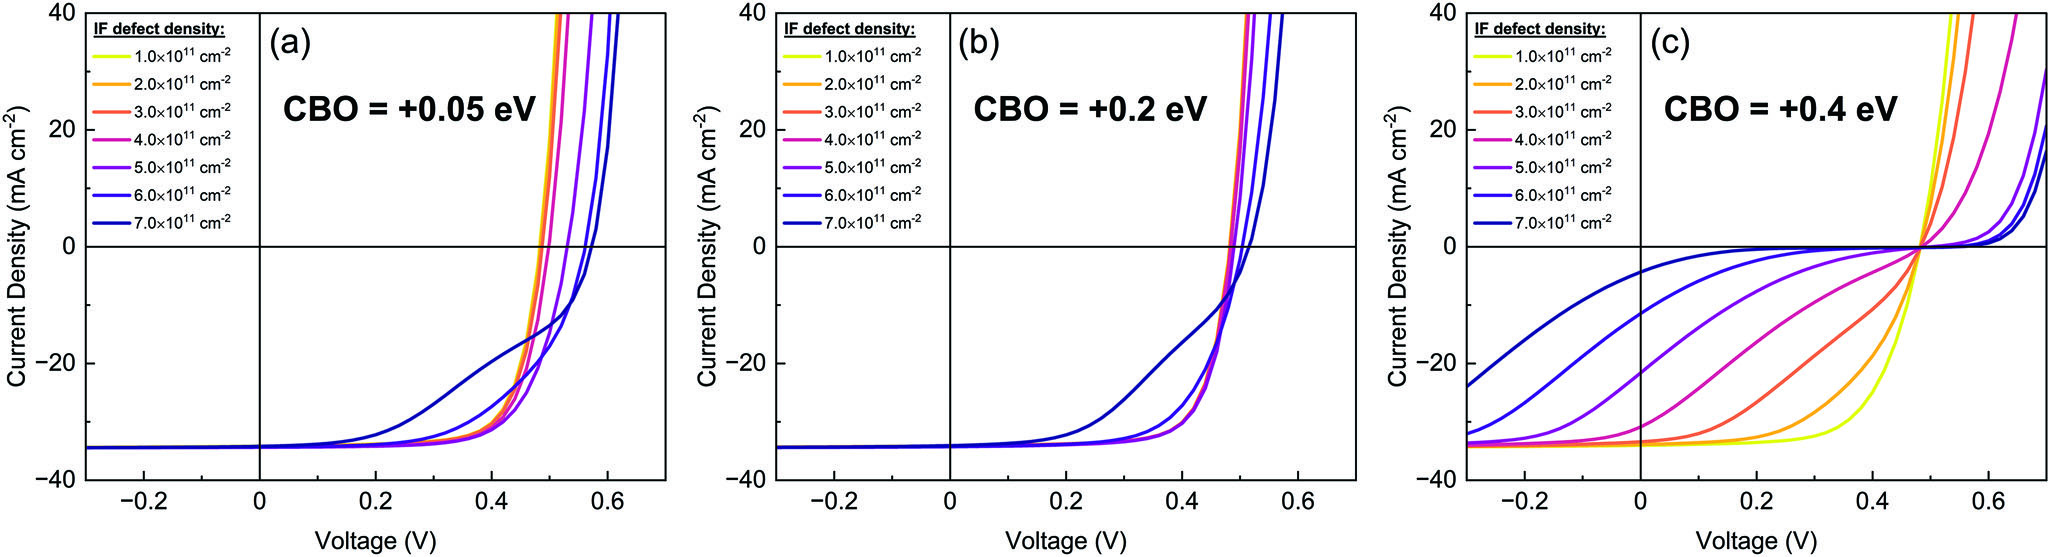 IF defect density:
1.0×10¹¹ cm⁻²
2.0×10¹¹ cm⁻²
3.0×10¹¹ cm⁻²
4.0×10¹¹ cm⁻²
5.0×10¹¹ cm⁻²
6.0×10¹¹ cm⁻²
7.0×10¹¹ cm⁻²
(a)
CBO = +0.05 eV
40
20
0
−20
−40
Current Density (mA cm⁻²)
−0.2
0
0.2
0.4
0.6
Voltage (V)
IF defect density:
1.0×10¹¹ cm⁻²
2.0×10¹¹ cm⁻²
3.0×10¹¹ cm⁻²
4.0×10¹¹ cm⁻²
5.0×10¹¹ cm⁻²
6.0×10¹¹ cm⁻²
7.0×10¹¹ cm⁻²
(b)
CBO = +0.2 eV
40
20
0
−20
−40
Current Density (mA cm⁻²)
−0.2
0
0.2
0.4
0.6
Voltage (V)
IF defect density:
1.0×10¹¹ cm⁻²
2.0×10¹¹ cm⁻²
3.0×10¹¹ cm⁻²
4.0×10¹¹ cm⁻²
5.0×10¹¹ cm⁻²
6.0×10¹¹ cm⁻²
7.0×10¹¹ cm⁻²
(c)
CBO = +0.4 eV
40
20
0
−20
−40
Current Density (mA cm⁻²)
−0.2
0
0.2
0.4
0.6
Voltage (V)